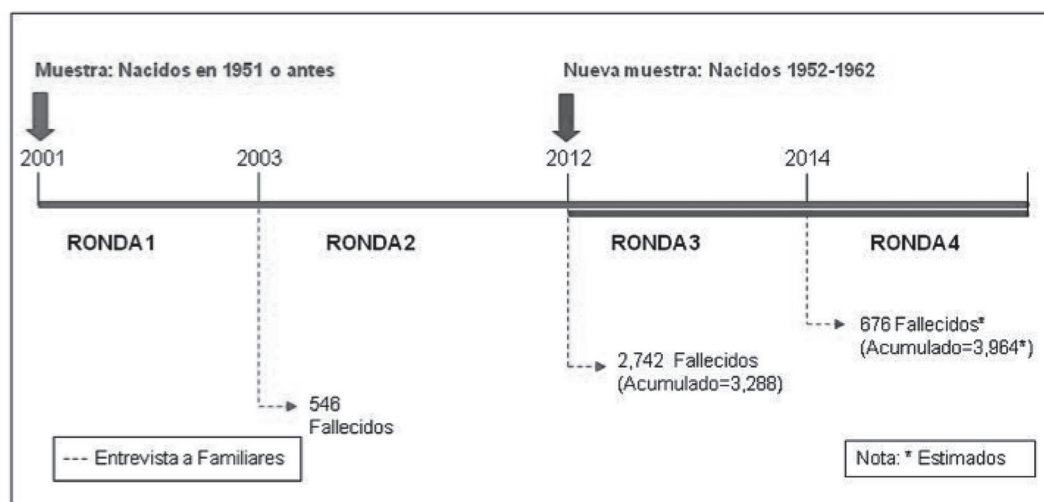 Muestra: Nacidos en 1951 o antes
Nueva muestra: Nacidos 1952-1962
2001
2003
2012
2014
RONDA1
RONDA2
RONDA3
RONDA4
676 Fallecidos*
(Acumulado=3,964*)
2,742 Fallecidos
(Acumulado=3,288)
546
Fallecidos
--- Entrevista a Familiares
Nota: * Estimados